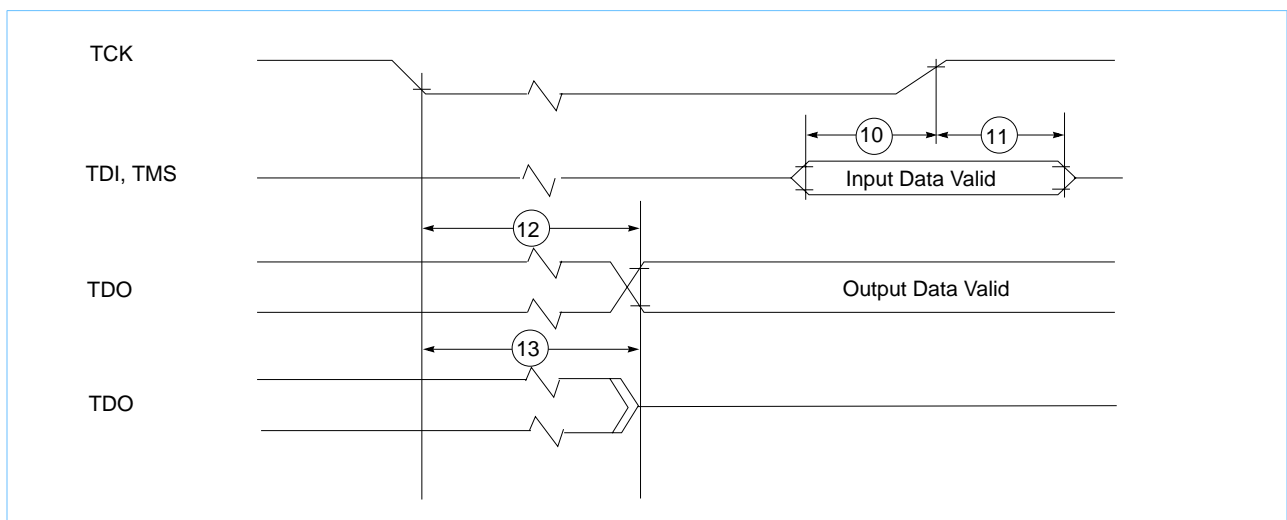 TCK
10
11
TDI, TMS
Input Data Valid
12
TDO
Output Data Valid
13
TDO